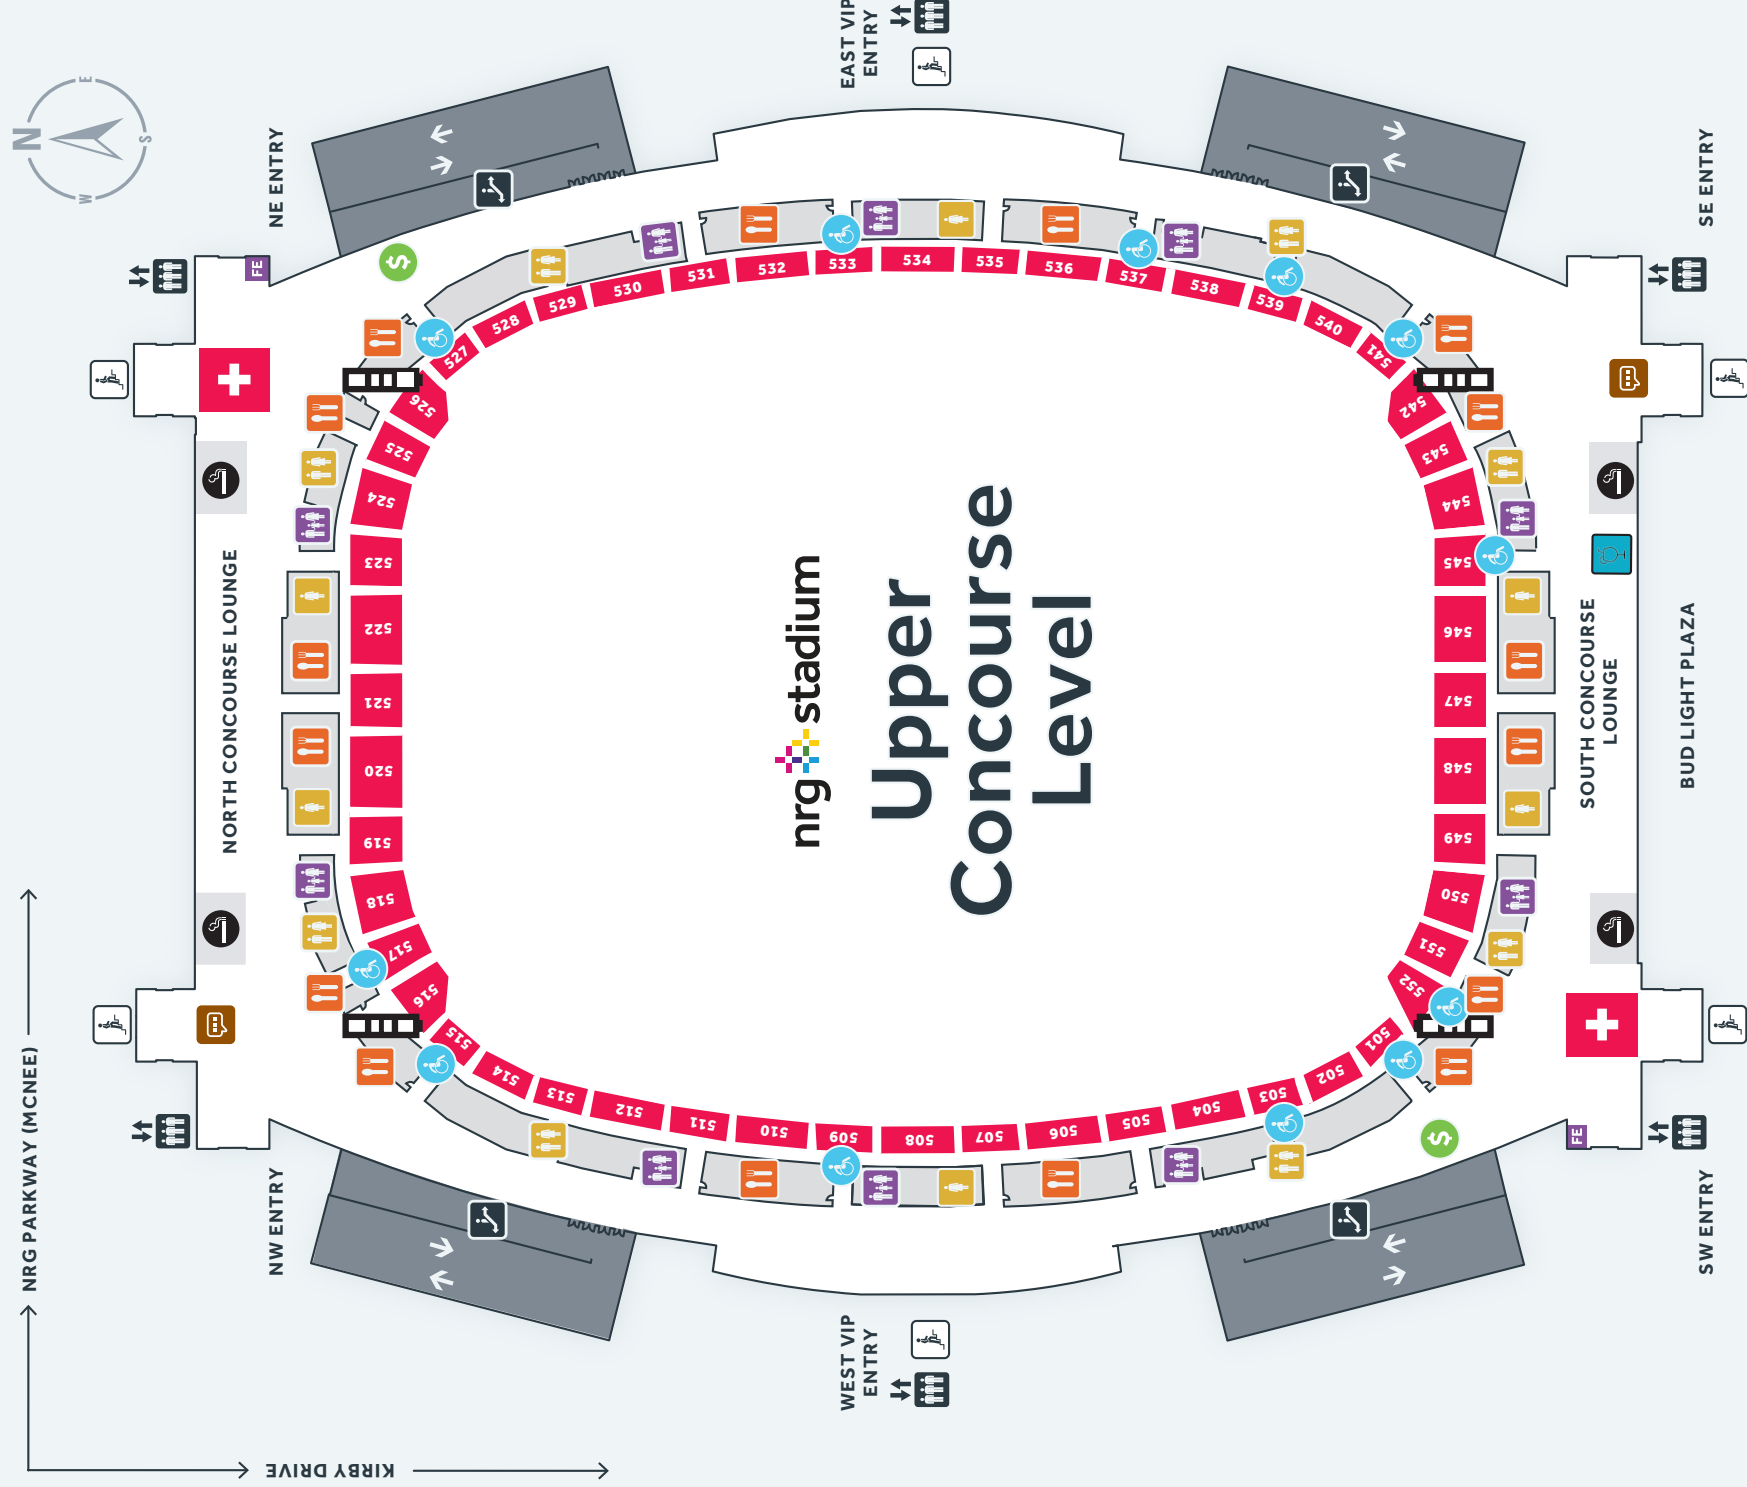 EAST VIP
ENTRY
N
E
S
W
NE ENTRY
SE ENTRY
FE
$
527
528
529
530
531
532
533
534
535
536
537
538
539
540
541
526
525
524
523
522
521
520
519
518
517
516
542
543
544
545
546
547
548
549
550
551
552
NORTH CONCOURSE LOUNGE
nrg stadium
Upper
Concourse
Level
SOUTH CONCOURSE
LOUNGE
BUD LIGHT PLAZA
515
514
513
512
511
510
509
508
507
506
505
504
503
502
501
$
FE
NW ENTRY
SW ENTRY
WEST VIP
ENTRY
NRG PARKWAY (MCNEE)
KIRBY DRIVE